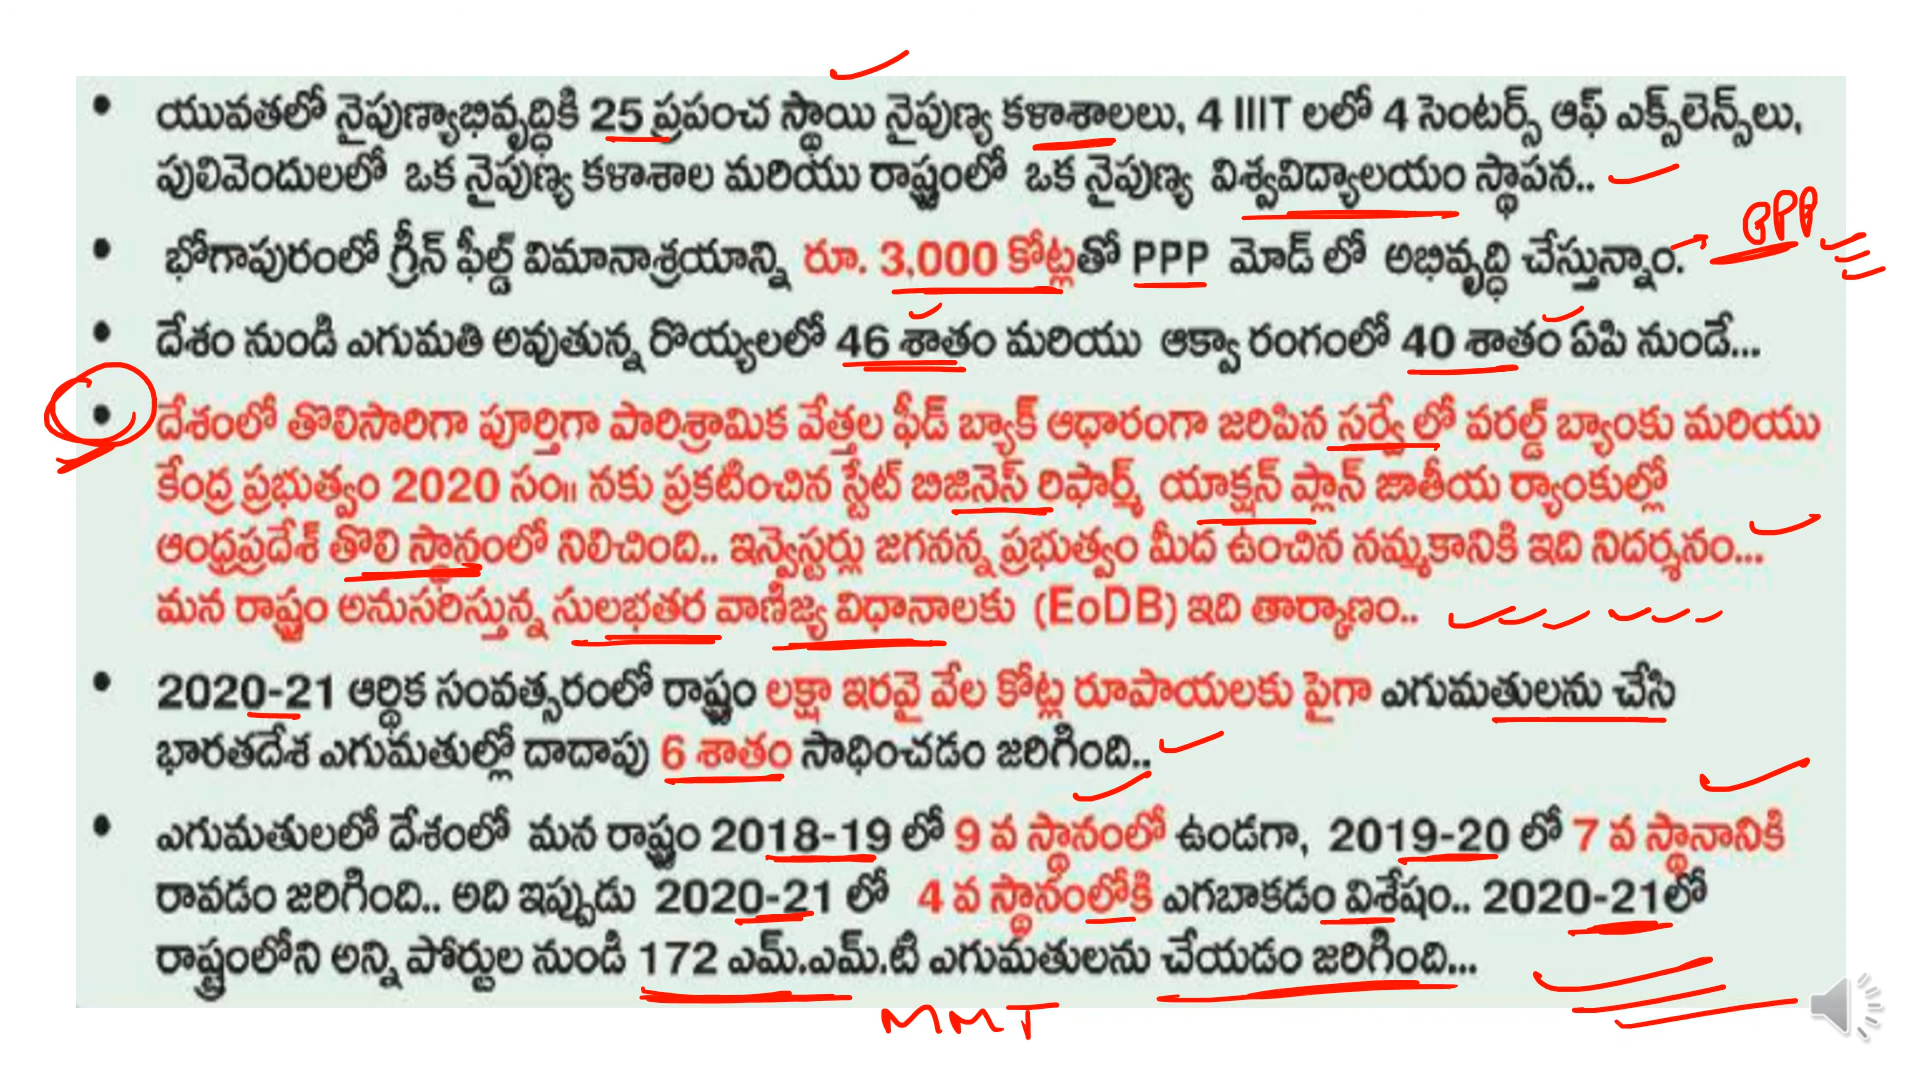 • యువతలో నైపుణ్యాభివృద్ధికి 25 ప్రపంచ స్థాయి నైపుణ్య కళాశాలలు, 4 IIIT లలో 4 సెంటర్స్ ఆఫ్ ఎక్స్‌లెన్స్‌లు,
పులివెందులలో ఒక నైపుణ్య కళాశాల మరియు రాష్ట్రంలో ఒక నైపుణ్య విశ్వవిద్యాలయం స్థాపన..
PPP
• భోగాపురంలో గ్రీన్ ఫీల్డ్ విమానాశ్రయాన్ని రూ. 3,000 కోట్లతో PPP మోడ్ లో అభివృద్ధి చేస్తున్నాం.
• దేశం నుండి ఎగుమతి అవుతున్న రొయ్యలలో 46 శాతం మరియు ఆక్వా రంగంలో 40 శాతం ఏపి నుండే...
• దేశంలో తొలిసారిగా పూర్తిగా పారిశ్రామిక వేత్తల ఫీడ్ బ్యాక్ ఆధారంగా జరిపిన సర్వే లో వరల్డ్ బ్యాంకు మరియు
కేంద్ర ప్రభుత్వం 2020 సం॥ నకు ప్రకటించిన స్టేట్ బిజినెస్ రిఫార్మ్ యాక్షన్ ప్లాన్ జాతీయ ర్యాంకుల్లో
ఆంధ్రప్రదేశ్ తొలి స్థానంలో నిలిచింది.. ఇన్వెస్టర్లు జగనన్న ప్రభుత్వం మీద ఉంచిన నమ్మకానికి ఇది నిదర్శనం...
మన రాష్ట్రం అనుసరిస్తున్న సులభతర వాణిజ్య విధానాలకు (EoDB) ఇది తార్కాణం..
• 2020-21 ఆర్థిక సంవత్సరంలో రాష్ట్రం లక్షా ఇరవై వేల కోట్ల రూపాయలకు పైగా ఎగుమతులను చేసి
భారతదేశ ఎగుమతుల్లో దాదాపు 6 శాతం సాధించడం జరిగింది..
• ఎగుమతులలో దేశంలో మన రాష్ట్రం 2018-19 లో 9 వ స్థానంలో ఉండగా, 2019-20 లో 7 వ స్థానానికి
రావడం జరిగింది.. అది ఇప్పుడు 2020-21 లో 4 వ స్థానంలోకి ఎగబాకడం విశేషం.. 2020-21లో
రాష్ట్రంలోని అన్ని పోర్టుల నుండి 172 ఎమ్.ఎమ్.టి ఎగుమతులను చేయడం జరిగింది...
MMT